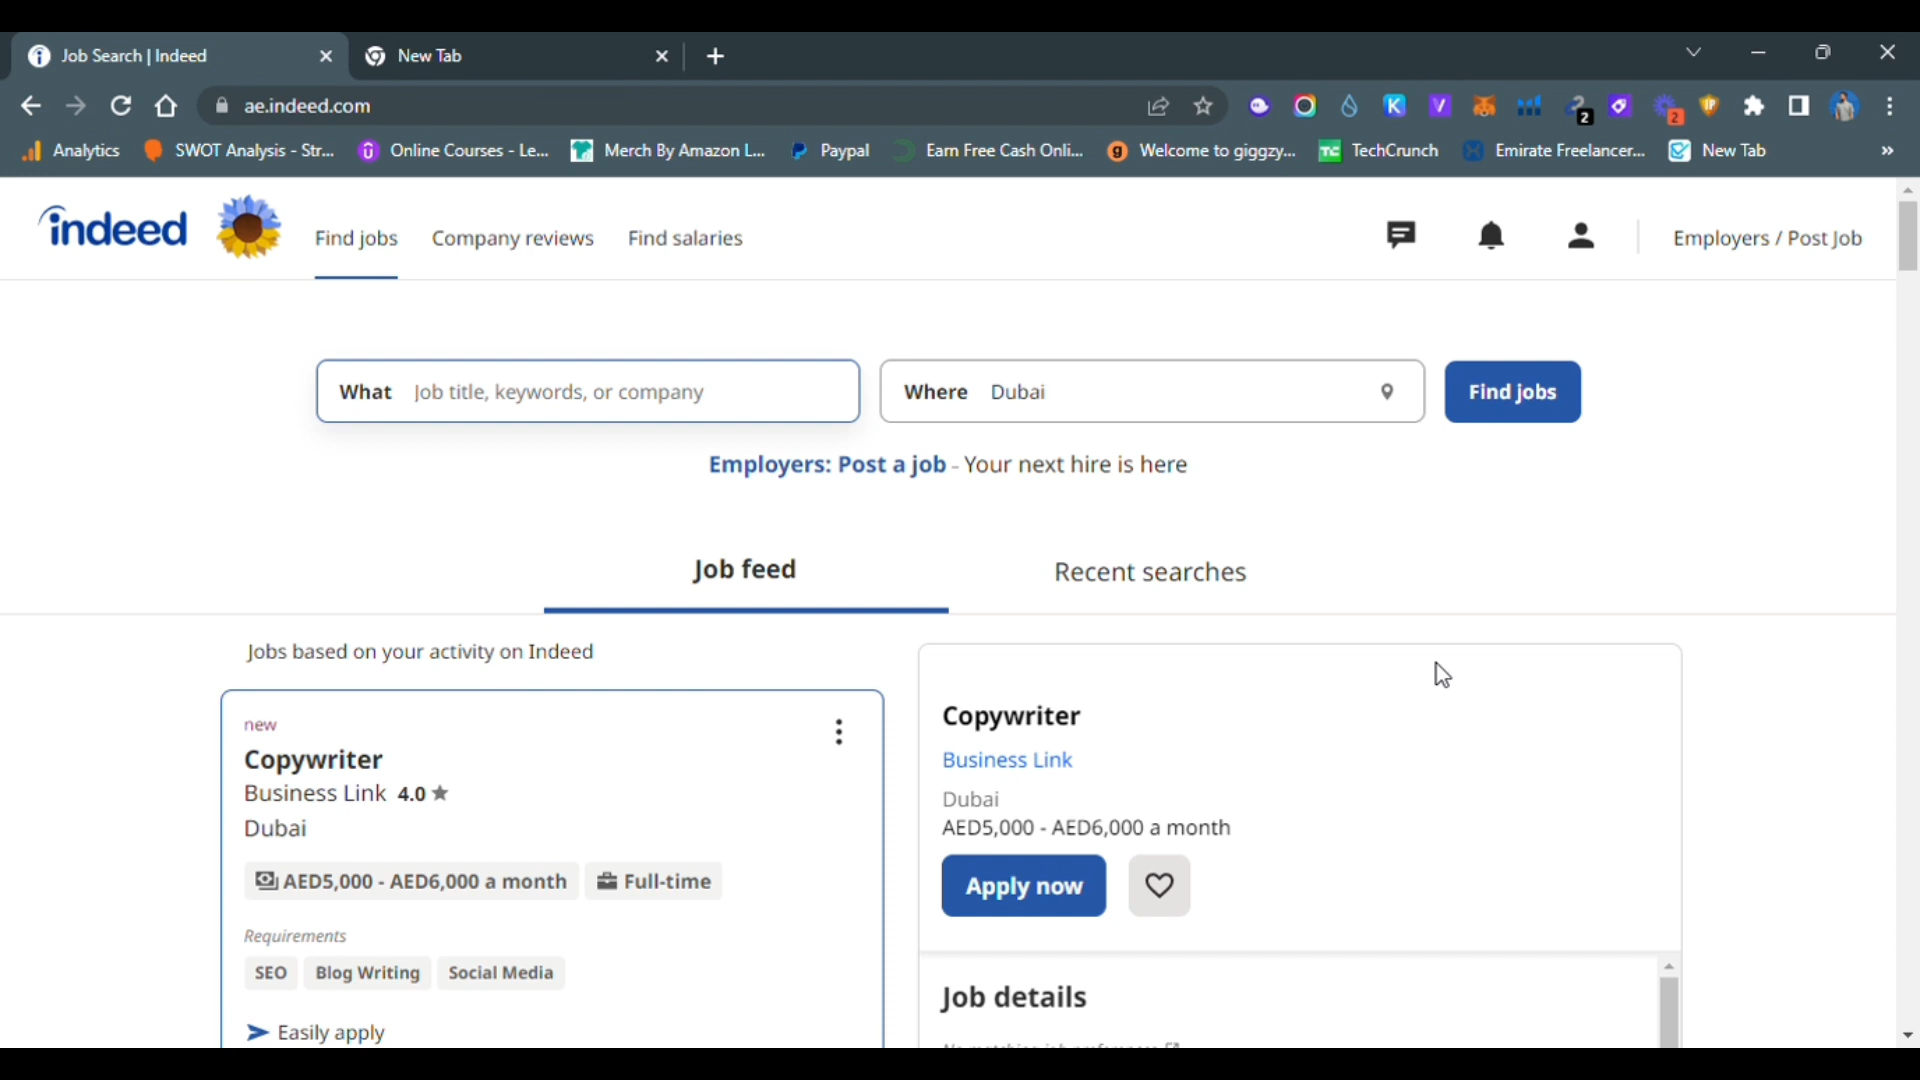 Job Search | Indeed
New Tab
ae.indeed.com
2
2
Analytics
SWOT Analysis - Str...
Online Courses - Le...
Merch By Amazon L...
Paypal
Earn Free Cash Onli...
Welcome to giggzy...
TechCrunch
Emirate Freelancer...
New Tab
indeed
Find jobs
Company reviews
Find salaries
Employers / Post Job
What Job title, keywords, or company
Where Dubai
Find jobs
Employers: Post a job - Your next hire is here
Job feed
Recent searches
Jobs based on your activity on Indeed
new
Copywriter
Business Link 4.0
Dubai
AED5,000 - AED6,000 a month
Full-time
Requirements
SEO
Blog Writing
Social Media
Easily apply
Copywriter
Business Link
Dubai
AED5,000 - AED6,000 a month
Apply now
Job details